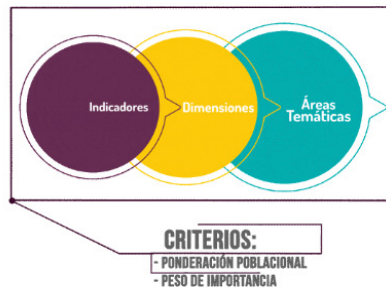 Indicadores
Dimensiones
Áreas
Temáticas
CRITERIOS:
- PONDERACIÓN POBLACIONAL
- PESO DE IMPORTANCIA